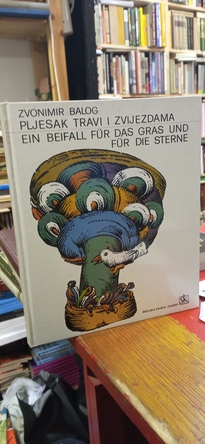 ZVONIMIR BALOG
PLJESAK TRAVI I ZVIJEZDAMA
EIN BEIFALL FÜR DAS GRAS UND
FÜR DIE STERNE